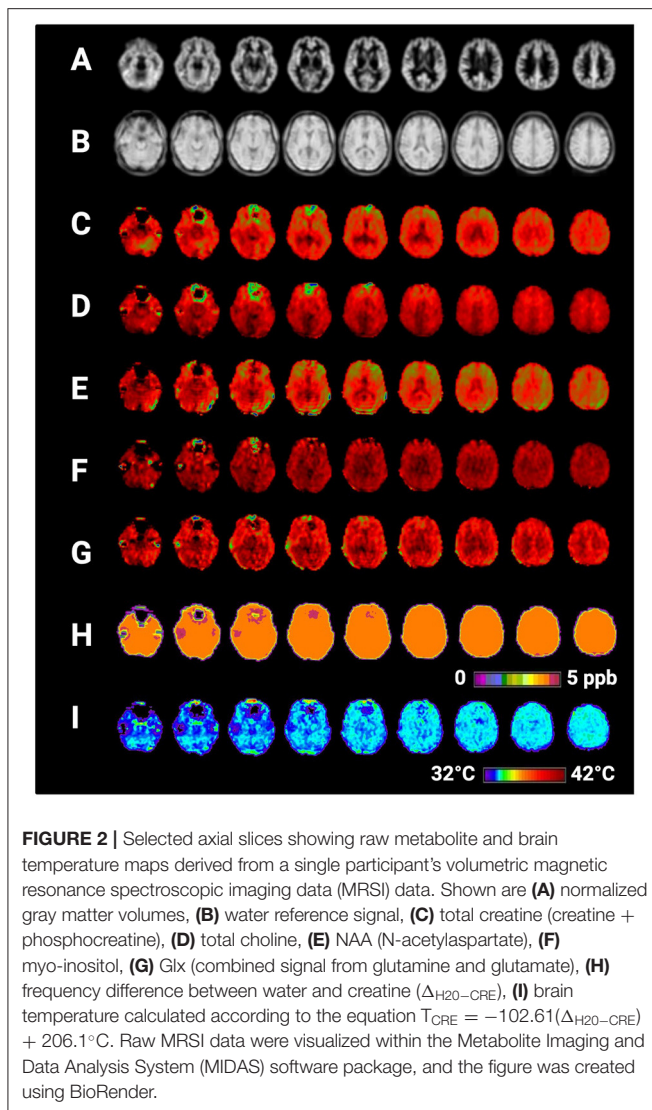 A
B
C
D
E
F
G
H
0 5 ppb
I
32°C 42°C
FIGURE 2 | Selected axial slices showing raw metabolite and brain
temperature maps derived from a single participant's volumetric magnetic
resonance spectroscopic imaging data (MRSI) data. Shown are (A) normalized
gray matter volumes, (B) water reference signal, (C) total creatine (creatine +
phosphocreatine), (D) total choline, (E) NAA (N-acetylaspartate), (F)
myo-inositol, (G) Glx (combined signal from glutamine and glutamate), (H)
frequency difference between water and creatine (ΔH20−CRE), (I) brain
temperature calculated according to the equation TCRE = −102.61(ΔH20−CRE)
+ 206.1°C. Raw MRSI data were visualized within the Metabolite Imaging and
Data Analysis System (MIDAS) software package, and the figure was created
using BioRender.